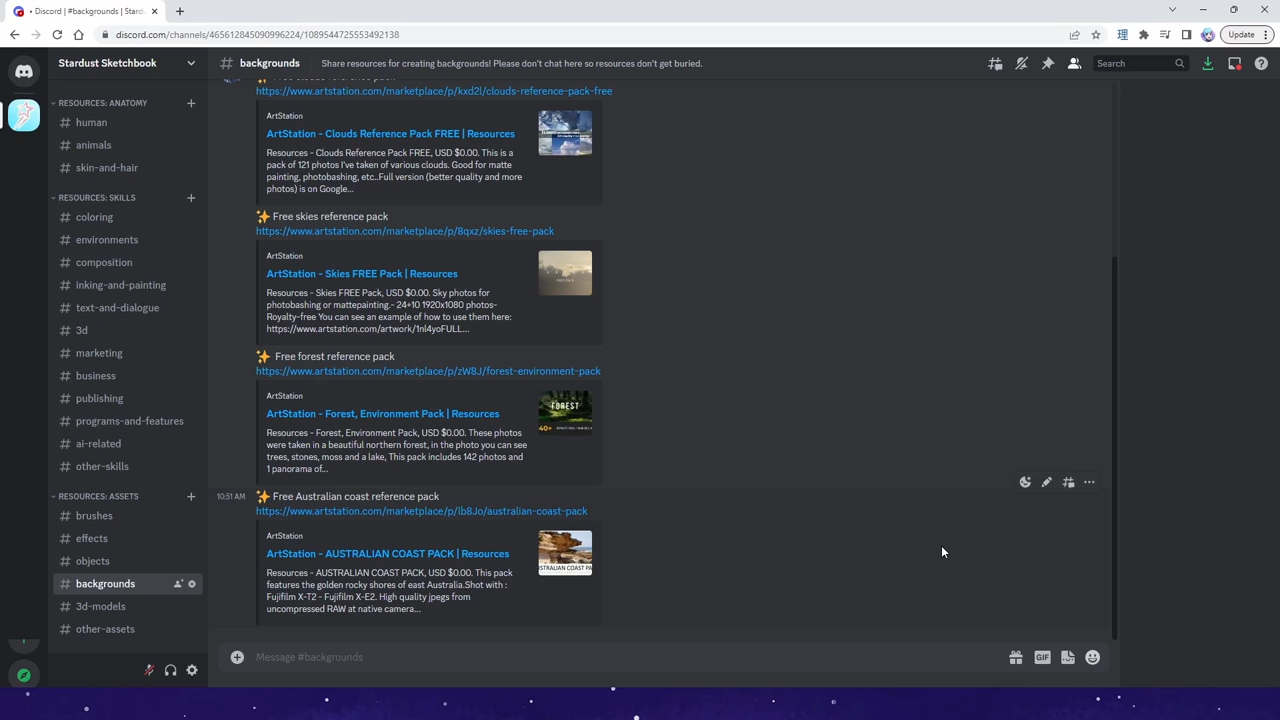 • Discord | #backgrounds | Stard
Update
discord.com/channels/465612845090996224/1089544725553492138
Stardust Sketchbook
backgrounds
Share resources for creating backgrounds! Please don't chat here so resources don't get buried.
Search
RESOURCES: ANATOMY
human
animals
skin-and-hair
RESOURCES: SKILLS
coloring
environments
composition
inking-and-painting
text-and-dialogue
3d
marketing
business
publishing
programs-and-features
ai-related
other-skills
RESOURCES: ASSETS
brushes
effects
objects
backgrounds
3d-models
other-assets
https://www.artstation.com/marketplace/p/kxd2l/clouds-reference-pack-free
ArtStation
ArtStation - Clouds Reference Pack FREE | Resources
Resources - Clouds Reference Pack FREE, USD $0.00. This is a
pack of 121 photos I've taken of various clouds. Good for matte
painting, photobashing, etc..Full version (better quality and more
photos) is on Google...
✨ Free skies reference pack
https://www.artstation.com/marketplace/p/8qxz/skies-free-pack
ArtStation
ArtStation - Skies FREE Pack | Resources
Resources - Skies FREE Pack, USD $0.00. Sky photos for
photobashing or mattepainting.- 24+10 1920x1080 photos-
Royalty-free You can see an example of how to use them here:
https://www.artstation.com/artwork/1nl4yoFULL...
✨ Free forest reference pack
https://www.artstation.com/marketplace/p/zW8J/forest-environment-pack
ArtStation
ArtStation - Forest, Environment Pack | Resources
Resources - Forest, Environment Pack, USD $0.00. These photos
were taken in a beautiful northern forest, in the photo you can see
trees, stones, moss and a lake, This pack includes 142 photos and
1 panorama of...
FOREST
40+
10:51 AM
✨ Free Australian coast reference pack
https://www.artstation.com/marketplace/p/lb8Jo/australian-coast-pack
ArtStation
ArtStation - AUSTRALIAN COAST PACK | Resources
Resources - AUSTRALIAN COAST PACK, USD $0.00. This pack
features the golden rocky shores of east Australia.Shot with :
Fujifilm X-T2 - Fujifilm X-E2. High quality jpegs from
uncompressed RAW at native camera...
STRALIAN COAST PA
Message #backgrounds
GIF